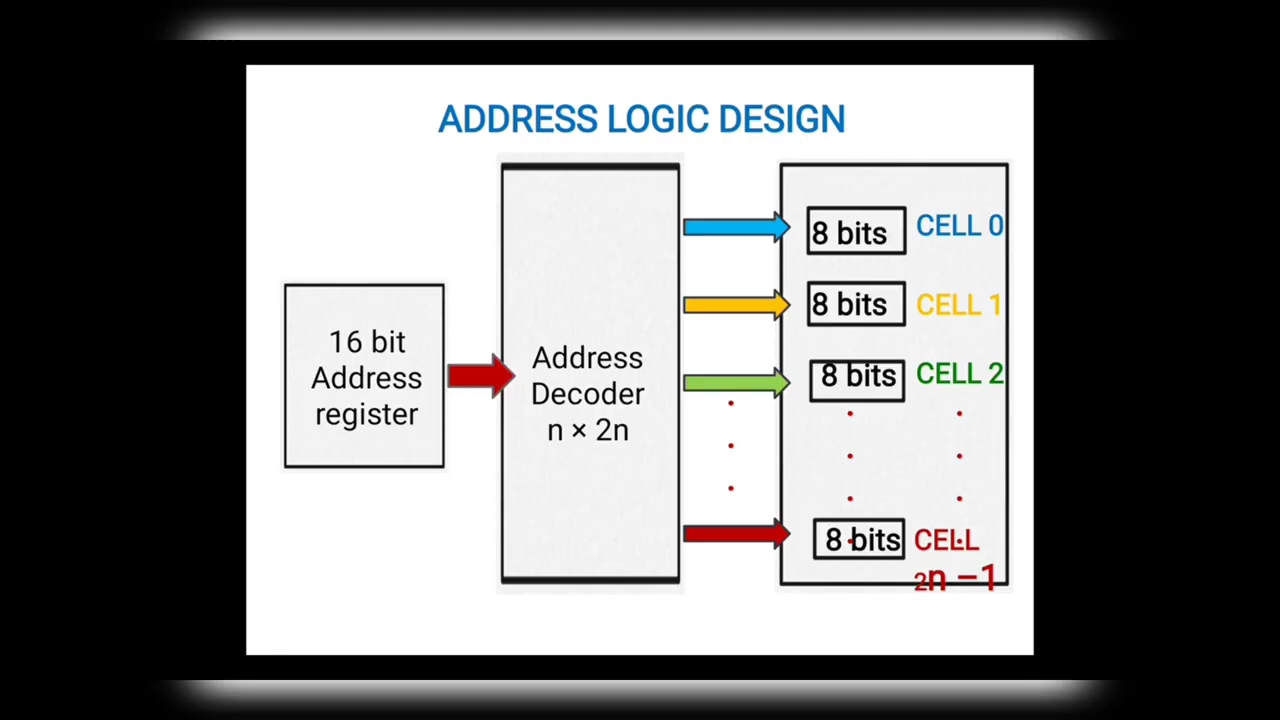 ADDRESS LOGIC DESIGN
16 bit
Address
register
Address
Decoder
n × 2n
8 bits CELL 0
8 bits CELL 1
8 bits CELL 2
8 bits CELL
2n −1